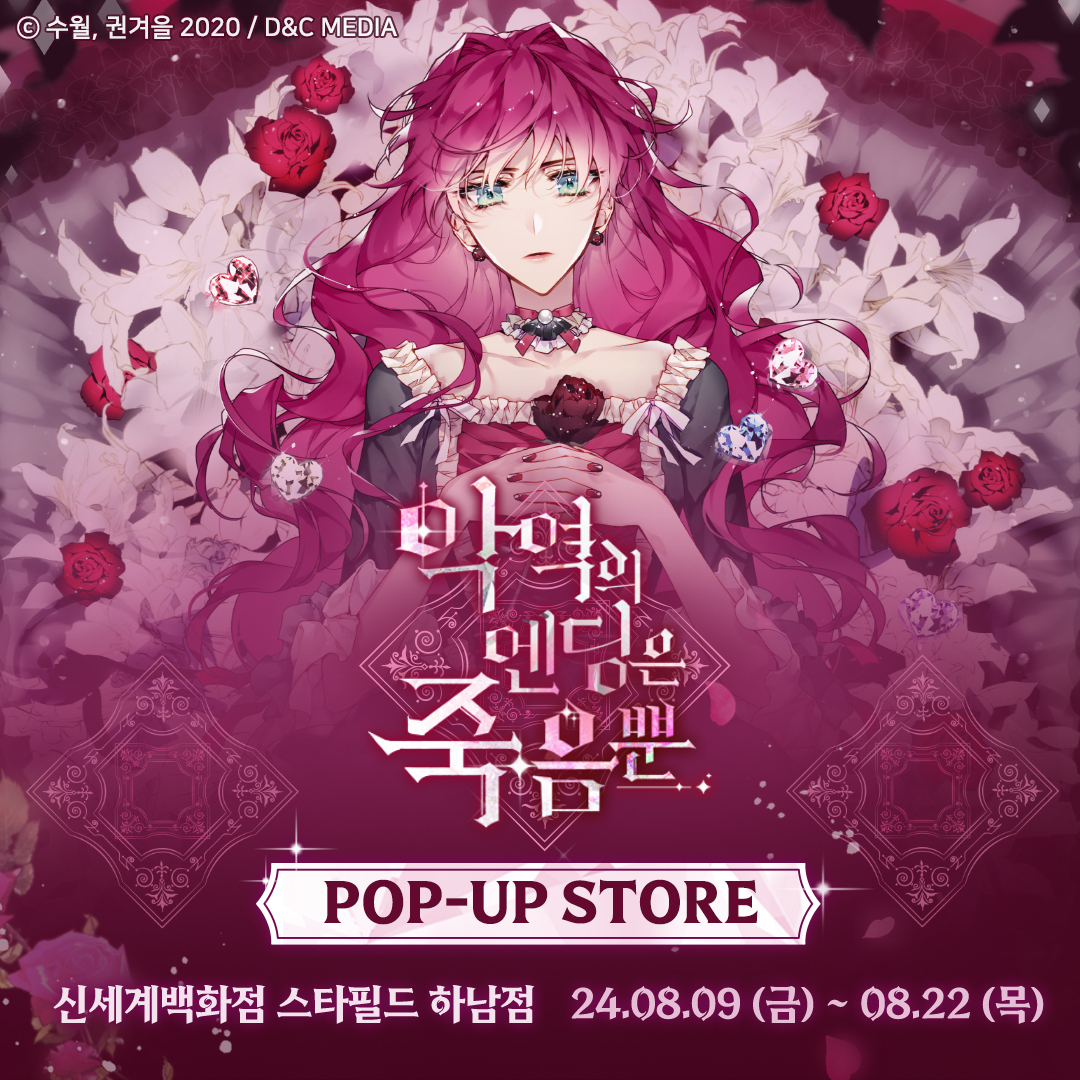 © 수월, 권겨을 2020 / D&C MEDIA
악역의
엔딩은
죽음뿐
POP-UP STORE
신세계백화점 스타필드 하남점 24.08.09 (금) ~ 08.22 (목)